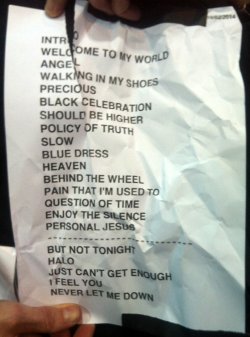 02/2014
INTRO
WELCOME TO MY WORLD
ANGEL
WALKING IN MY SHOES
PRECIOUS
BLACK CELEBRATION
SHOULD BE HIGHER
POLICY OF TRUTH
SLOW
BLUE DRESS
HEAVEN
BEHIND THE WHEEL
PAIN THAT I'M USED TO
QUESTION OF TIME
ENJOY THE SILENCE
PERSONAL JESUS
--------------------------------
BUT NOT TONIGHT
HALO
JUST CAN'T GET ENOUGH
I FEEL YOU
NEVER LET ME DOWN